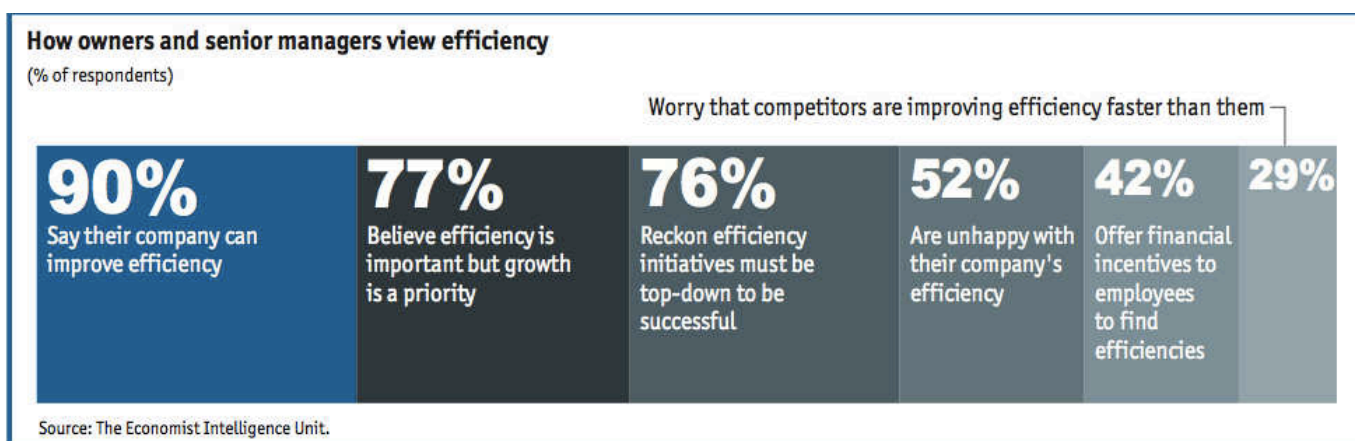 How owners and senior managers view efficiency
(% of respondents)
Worry that competitors are improving efficiency faster than them
90%
Say their company can
improve efficiency
77%
Believe efficiency is
important but growth
is a priority
76%
Reckon efficiency
initiatives must be
top-down to be
successful
52%
Are unhappy with
their company's
efficiency
42%
Offer financial
incentives to
employees
to find
efficiencies
29%
Source: The Economist Intelligence Unit.